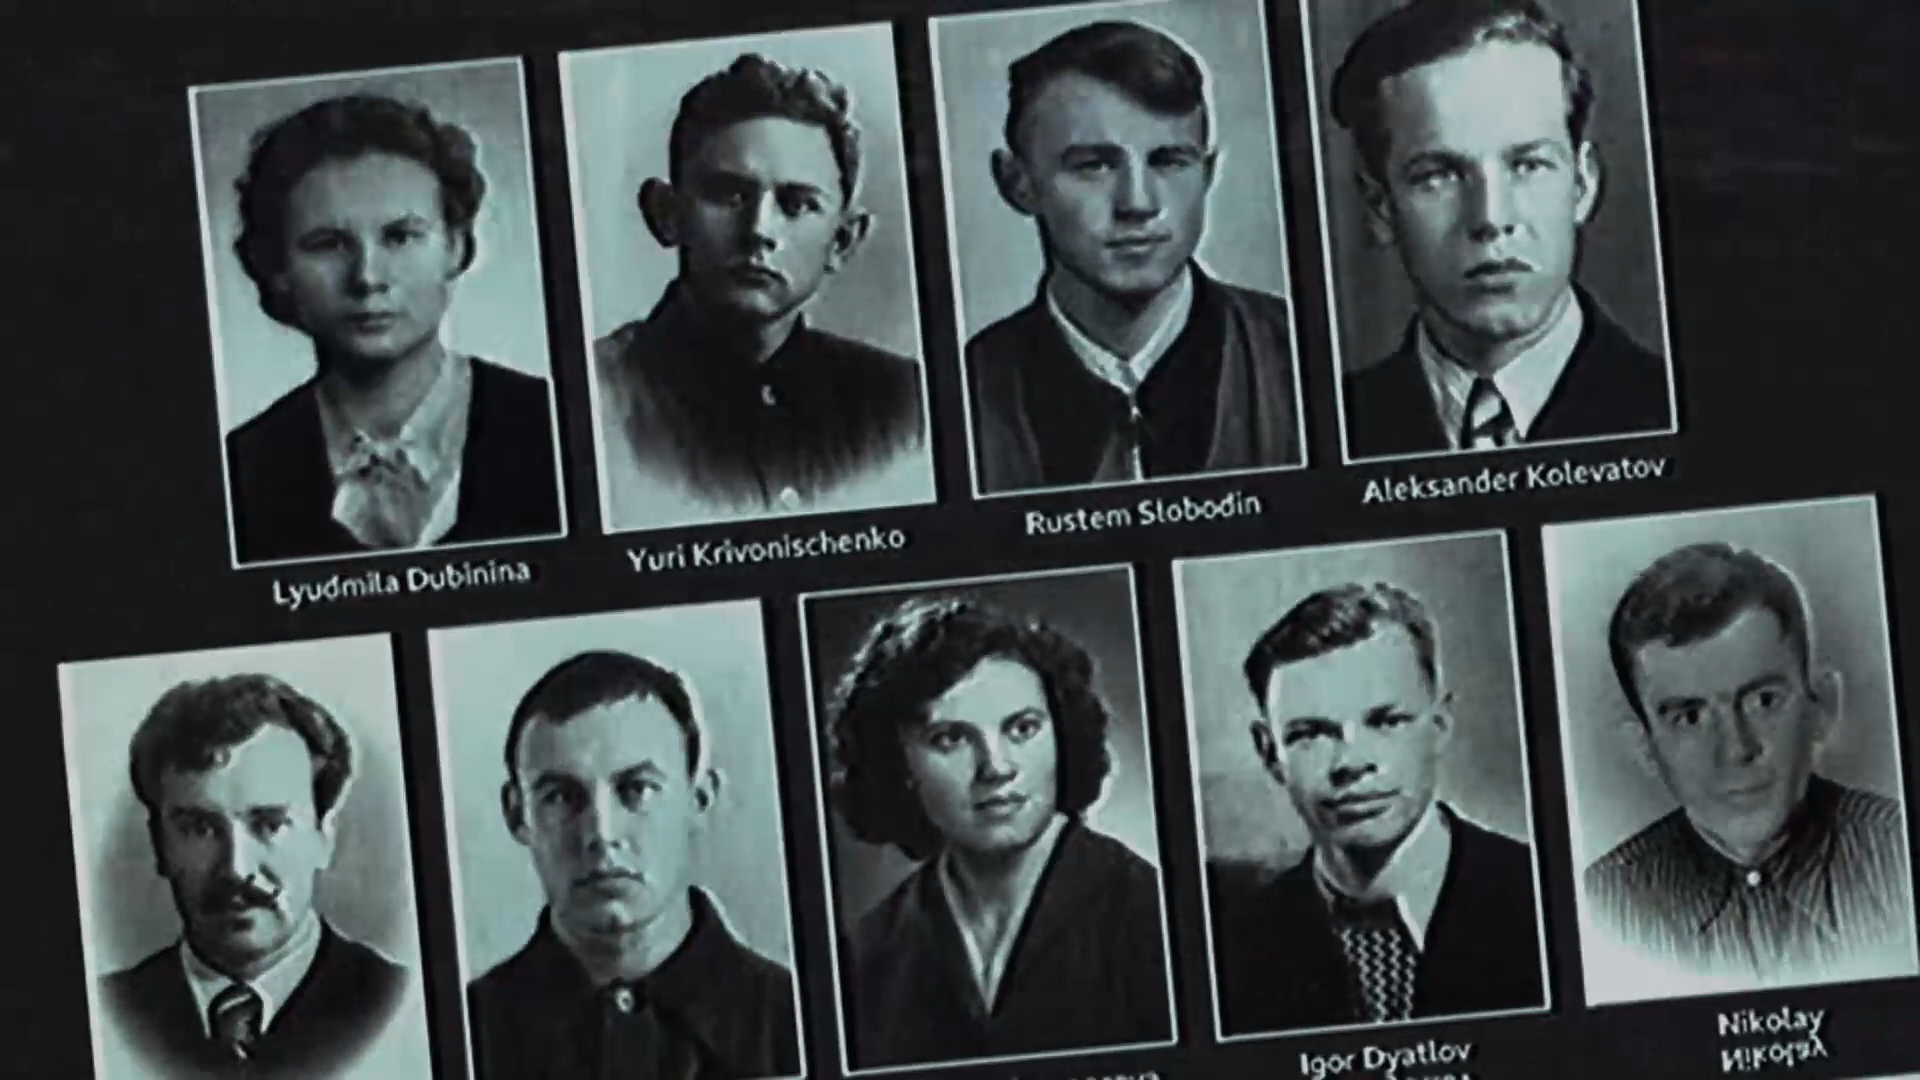 Lyudmila Dubinina
Yuri Krivonischenko
Rustem Slobodin
Aleksander Kolevatov
Igor Dyatlov
Nikolay